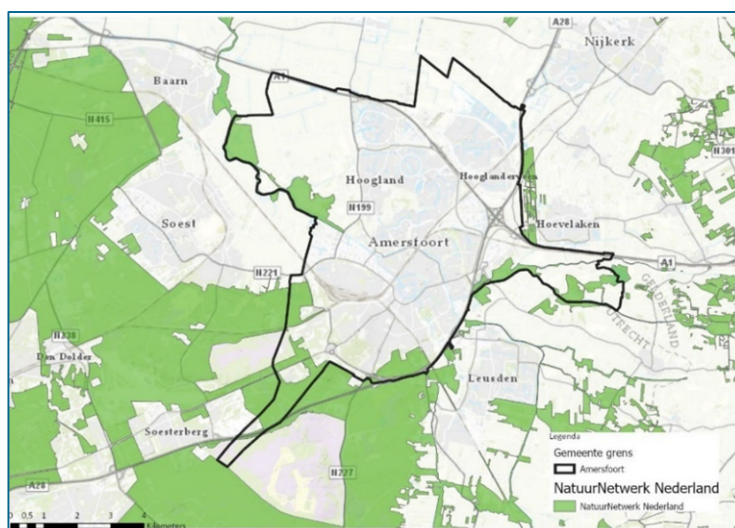 A28
Nijkerk
Baarn
A1
N415
N301
Hoogland
Hooglanderveen
Hoevelaken
N199
Soest
Amersfoort
N221
A1
GELDERLAND
UTRECHT
N238
Den Dolder
Leusden
Soesterberg
N227
A28
Legenda
Gemeente grens
Amersfoort
NatuurNetwerk Nederland
NatuurNetwerk Nederland
0 0,5 1 2 3 4
Kilometers